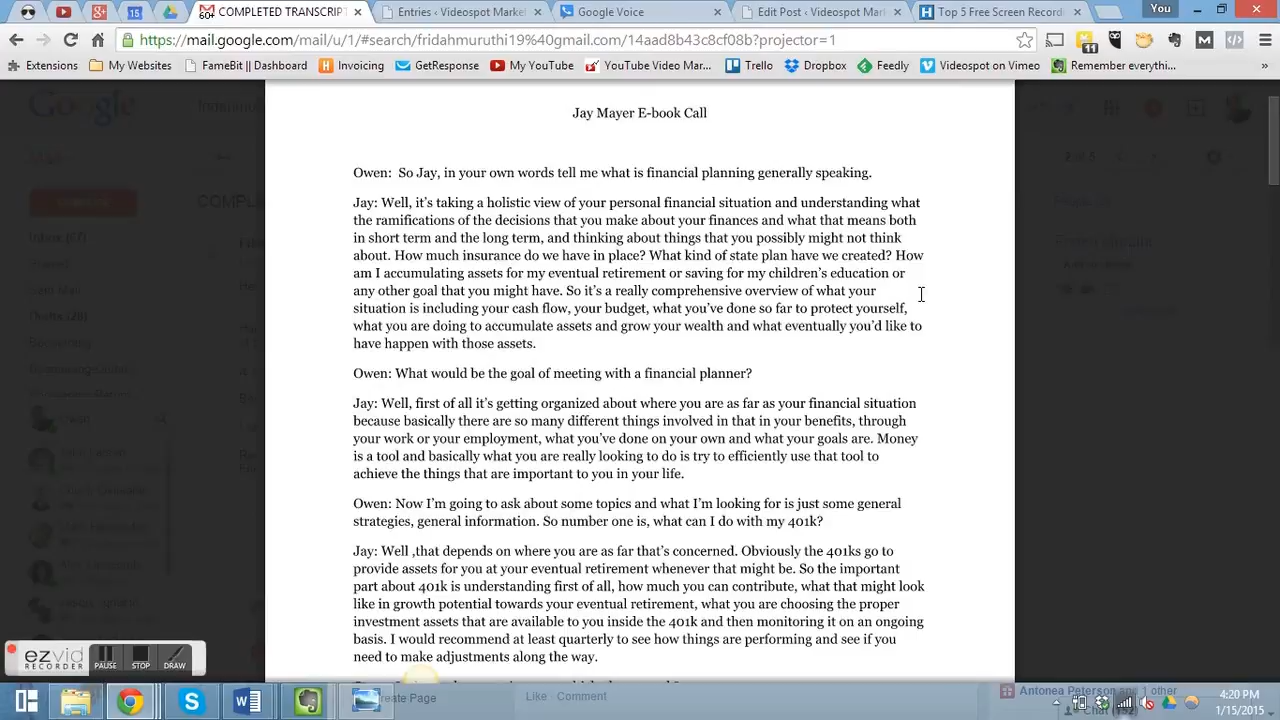 COMPLETED TRANSCRIPT
Entries ‹ Videospot Market
Google Voice
Edit Post ‹ Videospot Mar
Top 5 Free Screen Record
You
https://mail.google.com/mail/u/1/#search/fridahmuruthi19%40gmail.com/14aad8b43c8cf08b?projector=1
11
Extensions
My Websites
FameBit || Dashboard
Invoicing
GetResponse
My YouTube
YouTube Video Mar...
Trello
Dropbox
Feedly
Videospot on Vimeo
Remember everythi...
Google
Jay Mayer E-book Call
Owen:  So Jay, in your own words tell me what is financial planning generally speaking.
Jay: Well, it’s taking a holistic view of your personal financial situation and understanding what
the ramifications of the decisions that you make about your finances and what that means both
in short term and the long term, and thinking about things that you possibly might not think
about. How much insurance do we have in place? What kind of state plan have we created? How
am I accumulating assets for my eventual retirement or saving for my children’s education or
any other goal that you might have. So it’s a really comprehensive overview of what your
situation is including your cash flow, your budget, what you’ve done so far to protect yourself,
what you are doing to accumulate assets and grow your wealth and what eventually you’d like to
have happen with those assets.
Owen: What would be the goal of meeting with a financial planner?
Jay: Well, first of all it’s getting organized about where you are as far as your financial situation
because basically there are so many different things involved in that in your benefits, through
your work or your employment, what you’ve done on your own and what your goals are. Money
is a tool and basically what you are really looking to do is try to efficiently use that tool to
achieve the things that are important to you in your life.
Owen: Now I’m going to ask about some topics and what I’m looking for is just some general
strategies, general information. So number one is, what can I do with my 401k?
Jay: Well ,that depends on where you are as far that’s concerned. Obviously the 401ks go to
provide assets for you at your eventual retirement whenever that might be. So the important
part about 401k is understanding first of all, how much you can contribute, what that might look
like in growth potential towards your eventual retirement, what you are choosing the proper
investment assets that are available to you inside the 401k and then monitoring it on an ongoing
basis. I would recommend at least quarterly to see how things are performing and see if you
need to make adjustments along the way.
ezvid
RECORDER
PAUSE
STOP
DRAW
reate Page
Like · Comment
Antonea Peterson and 1 other
4:20 PM
1/15/2015